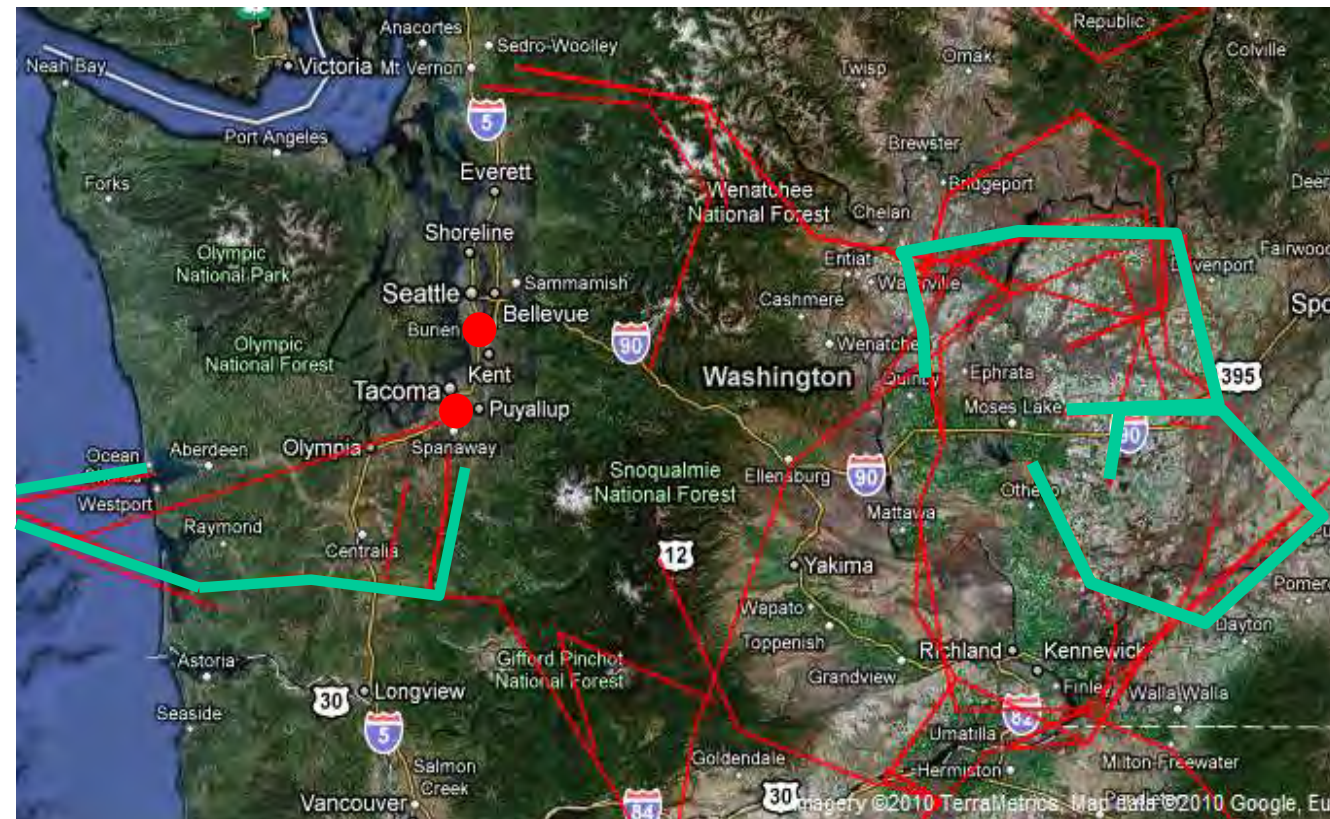 Republic
Anacortes
Sedro-Woolley
Omak
Colville
Neah Bay
Victoria
Mt Vernon
Twisp
5
Port Angeles
Brewster
Everett
Forks
Bridgeport
Deer
Wenatchee
National Forest
Chelan
Shoreline
Olympic
National Park
Entiat
Fairwood
Davenport
Seattle
Sammamish
Waterville
Cashmere
Bellevue
Spo
Burien
90
Wenatchee
Olympic
National Forest
Kent
Washington
Ephrata
395
Quincy
Tacoma
Puyallup
Moses Lake
Olympia
Spanaway
90
Ocean
Aberdeen
Snoqualmie
National Forest
Ellensburg
90
Westport
Othello
Raymond
Mattawa
Centralia
12
Yakima
Pomer
Wapato
Dayton
Toppenish
Richland
Kennewick
Astoria
Gifford Pinchot
National Forest
Grandview
Finley
Walla Walla
30
Longview
Seaside
82
5
Umatilla
Goldendale
Milton-Freewater
Salmon
Creek
Hermiston
Vancouver
84
30
Imagery ©2010 TerraMetrics, Map data ©2010 Google, Eu